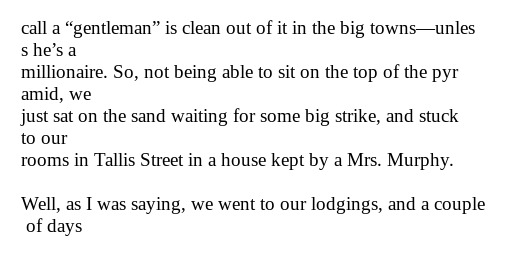 call a “gentleman” is clean out of it in the big towns—unles
s he’s a
millionaire. So, not being able to sit on the top of the pyr
amid, we
just sat on the sand waiting for some big strike, and stuck
to our
rooms in Tallis Street in a house kept by a Mrs. Murphy.

Well, as I was saying, we went to our lodgings, and a couple
 of days